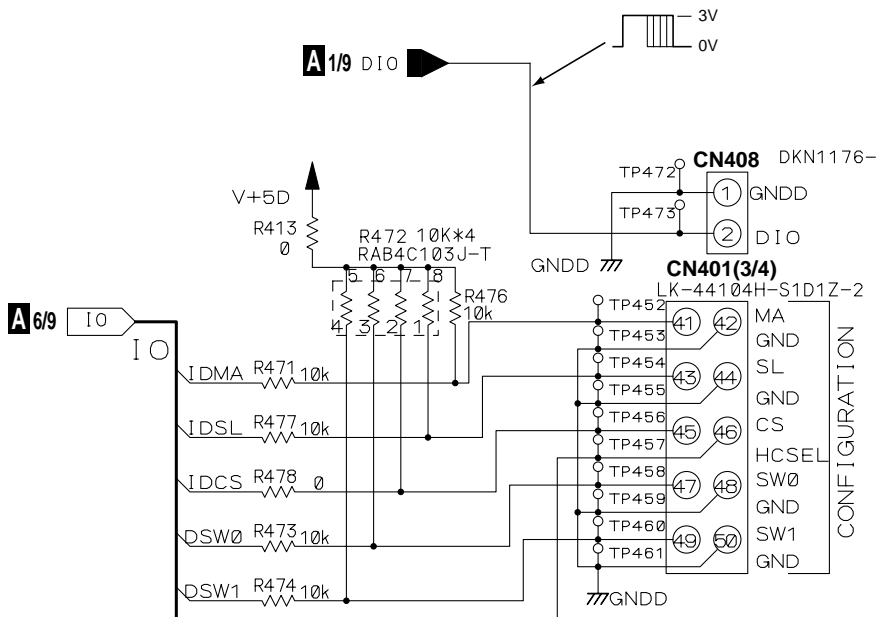 3V
0V
A 1/9 DIO
CN408 DKN1176-
TP472
1 GNDD
TP473
2 DIO
GNDD
V+5D
R413
0
R472 10K*4
RAB4C103J-T
5 6 7 8
4 3 2 1
R476
10k
CN401(3/4)
LK-44104H-S1D1Z-2
A 6/9 IO
IO
TP452
41 42 MA
TP453
GND
TP454
43 44 SL
TP455
GND
TP456
45 46 CS
TP457
HCSEL
TP458
47 48 SW0
TP459
GND
TP460
49 50 SW1
TP461
GND
CONFIGURATION
IDMA R471 10k
IDSL R477 10k
IDCS R478 0
DSW0 R473 10k
DSW1 R474 10k
GNDD